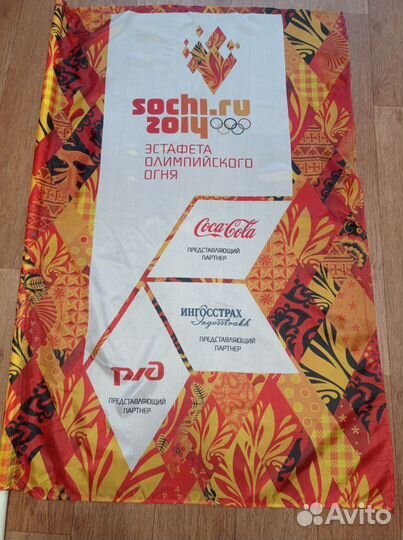 sochi.ru
2014
ЭСТАФЕТА
ОЛИМПИЙСКОГО
ОГНЯ
Coca-Cola
ПРЕДСТАВЛЯЮЩИЙ
ПАРТНЕР
ИНГОССТРАХ
Ingosstrakh
ПРЕДСТАВЛЯЮЩИЙ
ПАРТНЕР
РЖД
ПРЕДСТАВЛЯЮЩИЙ
ПАРТНЕР
Avito